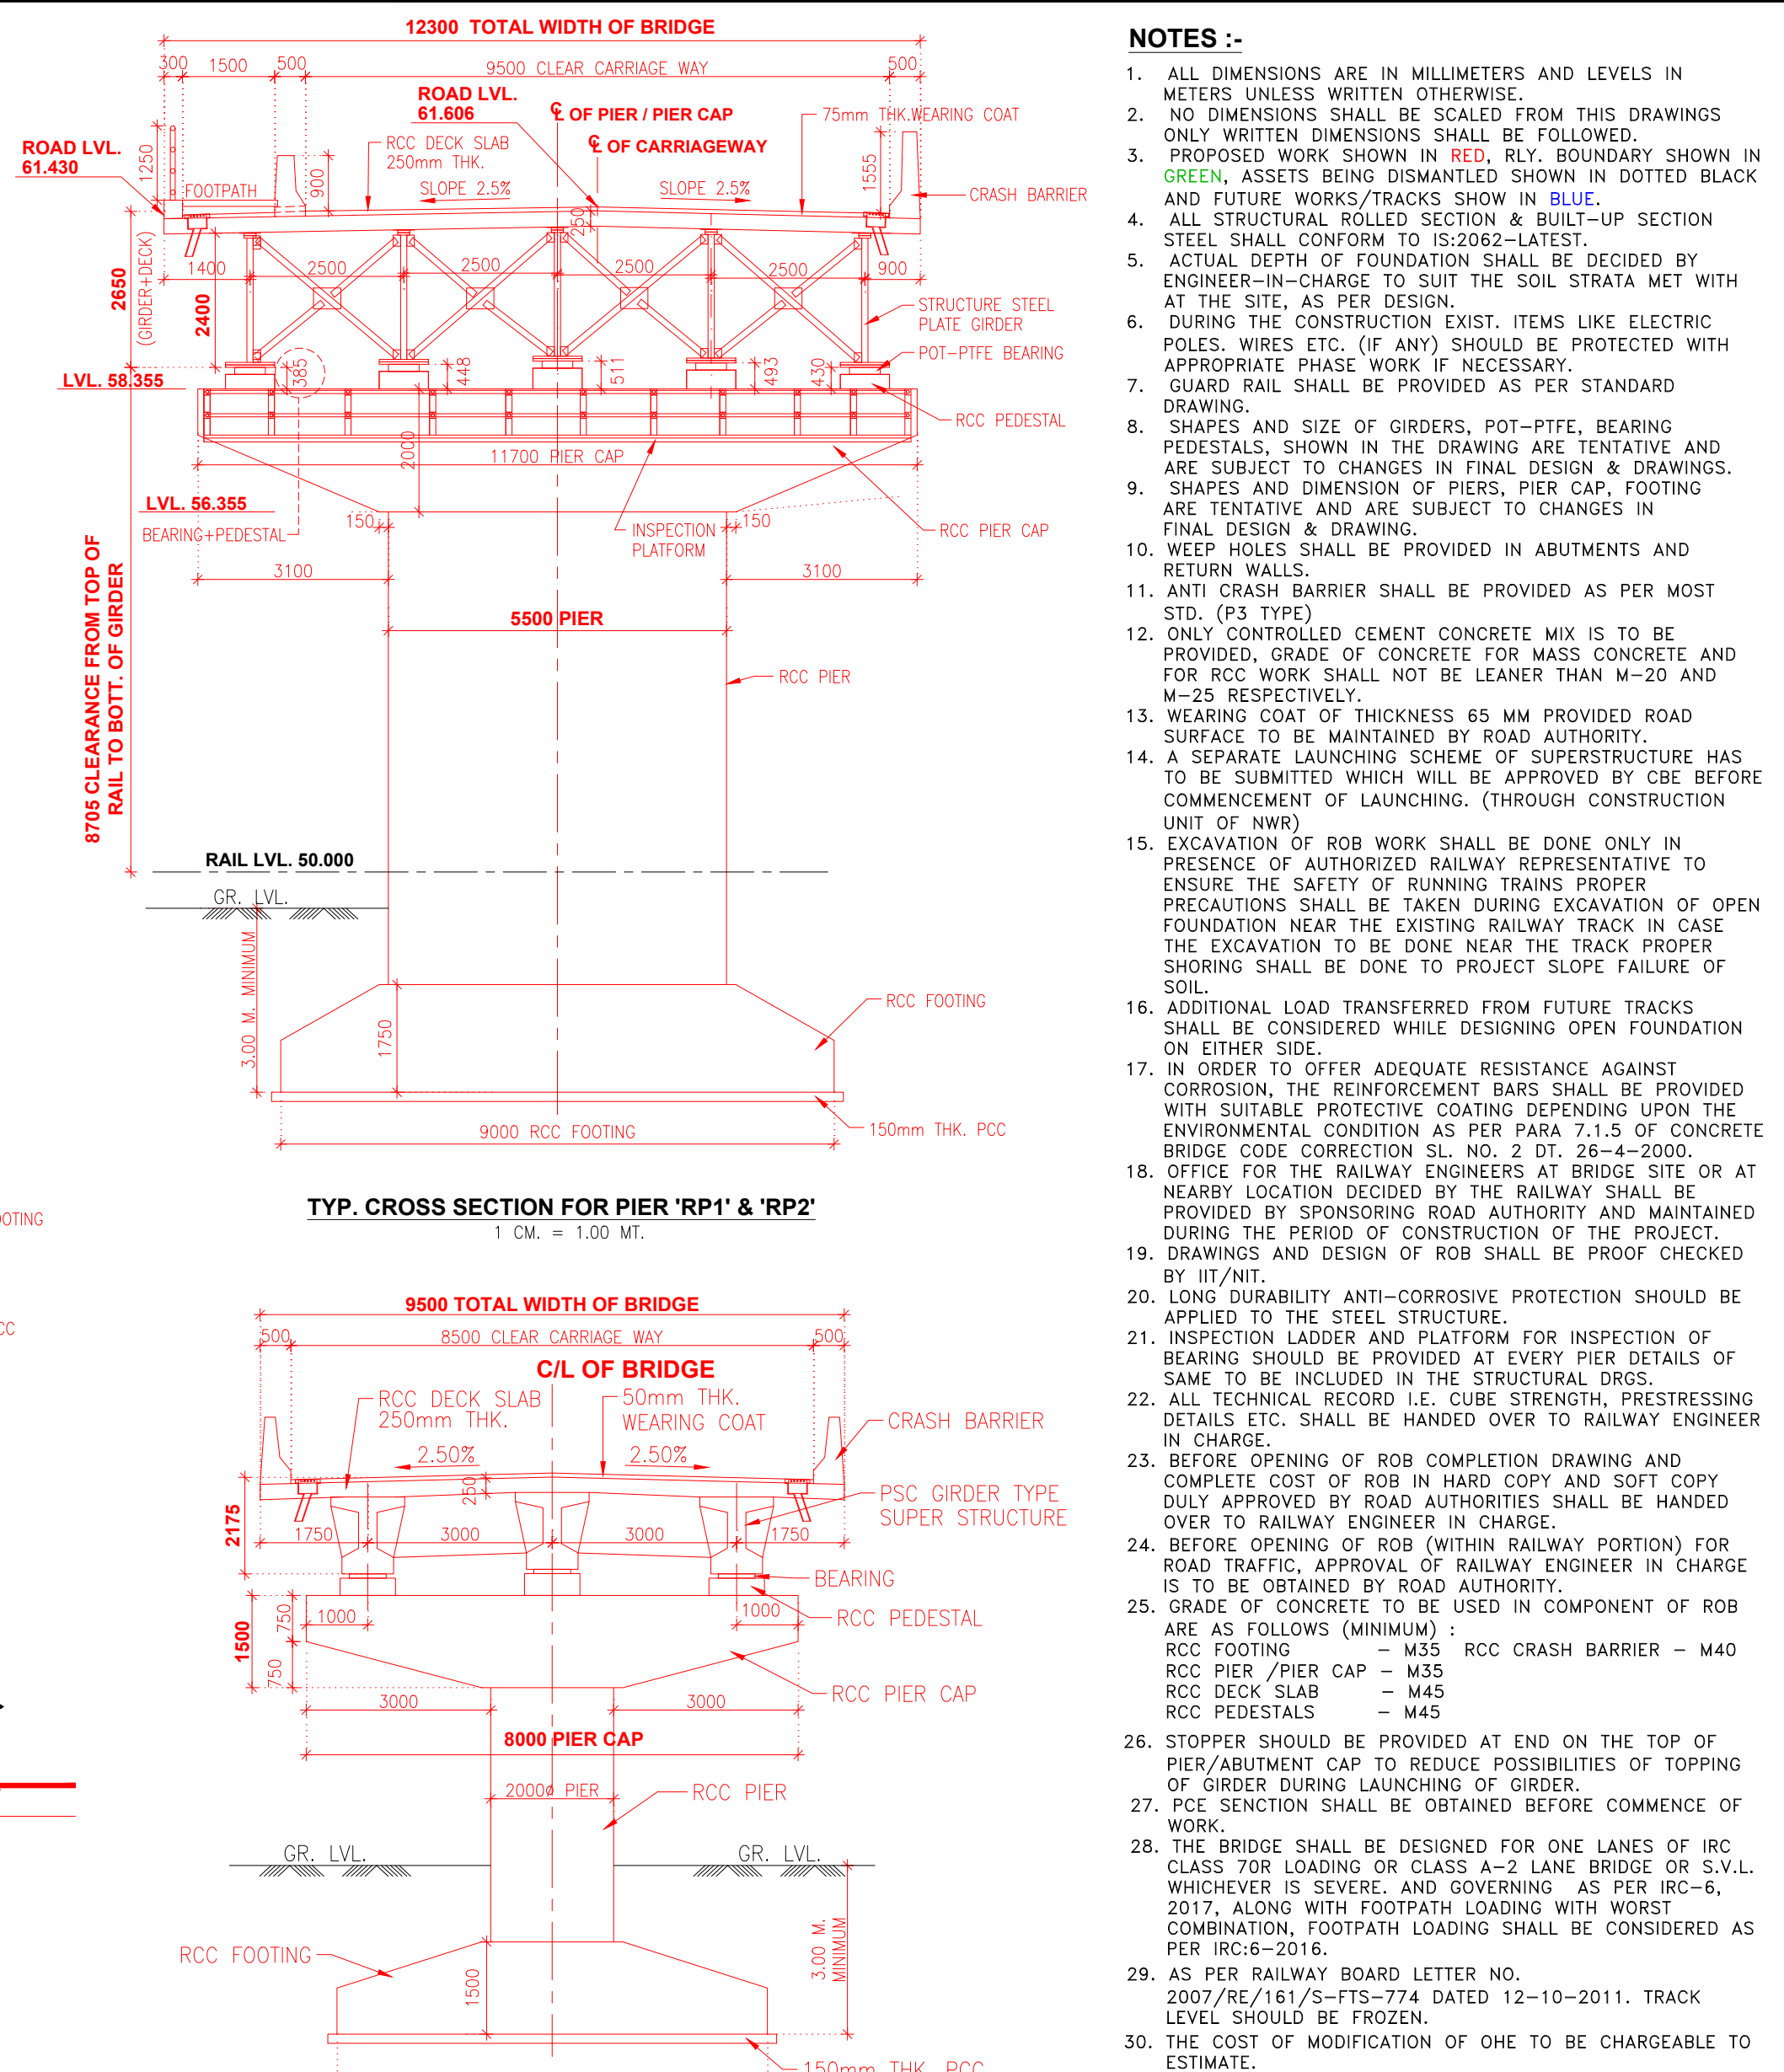 12300 TOTAL WIDTH OF BRIDGE
300
1500
500
9500 CLEAR CARRIAGE WAY
500
ROAD LVL.
61.606
℄ OF PIER / PIER CAP
75mm THK.WEARING COAT
ROAD LVL.
61.430
1250
RCC DECK SLAB
250mm THK.
℄ OF CARRIAGEWAY
1555
FOOTPATH
900
SLOPE 2.5%
SLOPE 2.5%
CRASH BARRIER
250
2650
(GIRDER+DECK)
2400
1400
2500
2500
2500
2500
900
STRUCTURE STEEL
PLATE GIRDER
POT-PTFE BEARING
LVL. 58.355
385
448
511
493
430
RCC PEDESTAL
2000
11700 PIER CAP
LVL. 56.355
150
150
BEARING+PEDESTAL
INSPECTION
PLATFORM
RCC PIER CAP
3100
3100
5500 PIER
8705 CLEARANCE FROM TOP OF
RAIL TO BOTT. OF GIRDER
RCC PIER
RAIL LVL. 50.000
GR. LVL.
3.00 M. MINIMUM
1750
RCC FOOTING
9000 RCC FOOTING
150mm THK. PCC
TYP. CROSS SECTION FOR PIER 'RP1' & 'RP2'
1 CM. = 1.00 MT.
OOTING
CC
9500 TOTAL WIDTH OF BRIDGE
500
8500 CLEAR CARRIAGE WAY
500
C/L OF BRIDGE
RCC DECK SLAB
250mm THK.
50mm THK.
WEARING COAT
CRASH BARRIER
2.50%
2.50%
250
2175
PSC GIRDER TYPE
SUPER STRUCTURE
1750
3000
3000
1750
BEARING
1500
750
1000
1000
RCC PEDESTAL
750
3000
3000
RCC PIER CAP
8000 PIER CAP
2000ø PIER
RCC PIER
GR. LVL.
GR. LVL.
RCC FOOTING
1500
3.00 M.
MINIMUM
150mm THK. PCC
NOTES :-
1. ALL DIMENSIONS ARE IN MILLIMETERS AND LEVELS IN
METERS UNLESS WRITTEN OTHERWISE.
2. NO DIMENSIONS SHALL BE SCALED FROM THIS DRAWINGS
ONLY WRITTEN DIMENSIONS SHALL BE FOLLOWED.
3. PROPOSED WORK SHOWN IN RED, RLY. BOUNDARY SHOWN IN
GREEN, ASSETS BEING DISMANTLED SHOWN IN DOTTED BLACK
AND FUTURE WORKS/TRACKS SHOW IN BLUE.
4. ALL STRUCTURAL ROLLED SECTION & BUILT-UP SECTION
STEEL SHALL CONFORM TO IS:2062-LATEST.
5. ACTUAL DEPTH OF FOUNDATION SHALL BE DECIDED BY
ENGINEER-IN-CHARGE TO SUIT THE SOIL STRATA MET WITH
AT THE SITE, AS PER DESIGN.
6. DURING THE CONSTRUCTION EXIST. ITEMS LIKE ELECTRIC
POLES. WIRES ETC. (IF ANY) SHOULD BE PROTECTED WITH
APPROPRIATE PHASE WORK IF NECESSARY.
7. GUARD RAIL SHALL BE PROVIDED AS PER STANDARD
DRAWING.
8. SHAPES AND SIZE OF GIRDERS, POT-PTFE, BEARING
PEDESTALS, SHOWN IN THE DRAWING ARE TENTATIVE AND
ARE SUBJECT TO CHANGES IN FINAL DESIGN & DRAWINGS.
9. SHAPES AND DIMENSION OF PIERS, PIER CAP, FOOTING
ARE TENTATIVE AND ARE SUBJECT TO CHANGES IN
FINAL DESIGN & DRAWING.
10. WEEP HOLES SHALL BE PROVIDED IN ABUTMENTS AND
RETURN WALLS.
11. ANTI CRASH BARRIER SHALL BE PROVIDED AS PER MOST
STD. (P3 TYPE)
12. ONLY CONTROLLED CEMENT CONCRETE MIX IS TO BE
PROVIDED, GRADE OF CONCRETE FOR MASS CONCRETE AND
FOR RCC WORK SHALL NOT BE LEANER THAN M-20 AND
M-25 RESPECTIVELY.
13. WEARING COAT OF THICKNESS 65 MM PROVIDED ROAD
SURFACE TO BE MAINTAINED BY ROAD AUTHORITY.
14. A SEPARATE LAUNCHING SCHEME OF SUPERSTRUCTURE HAS
TO BE SUBMITTED WHICH WILL BE APPROVED BY CBE BEFORE
COMMENCEMENT OF LAUNCHING. (THROUGH CONSTRUCTION
UNIT OF NWR)
15. EXCAVATION OF ROB WORK SHALL BE DONE ONLY IN
PRESENCE OF AUTHORIZED RAILWAY REPRESENTATIVE TO
ENSURE THE SAFETY OF RUNNING TRAINS PROPER
PRECAUTIONS SHALL BE TAKEN DURING EXCAVATION OF OPEN
FOUNDATION NEAR THE EXISTING RAILWAY TRACK IN CASE
THE EXCAVATION TO BE DONE NEAR THE TRACK PROPER
SHORING SHALL BE DONE TO PROJECT SLOPE FAILURE OF
SOIL.
16. ADDITIONAL LOAD TRANSFERRED FROM FUTURE TRACKS
SHALL BE CONSIDERED WHILE DESIGNING OPEN FOUNDATION
ON EITHER SIDE.
17. IN ORDER TO OFFER ADEQUATE RESISTANCE AGAINST
CORROSION, THE REINFORCEMENT BARS SHALL BE PROVIDED
WITH SUITABLE PROTECTIVE COATING DEPENDING UPON THE
ENVIRONMENTAL CONDITION AS PER PARA 7.1.5 OF CONCRETE
BRIDGE CODE CORRECTION SL. NO. 2 DT. 26-4-2000.
18. OFFICE FOR THE RAILWAY ENGINEERS AT BRIDGE SITE OR AT
NEARBY LOCATION DECIDED BY THE RAILWAY SHALL BE
PROVIDED BY SPONSORING ROAD AUTHORITY AND MAINTAINED
DURING THE PERIOD OF CONSTRUCTION OF THE PROJECT.
19. DRAWINGS AND DESIGN OF ROB SHALL BE PROOF CHECKED
BY IIT/NIT.
20. LONG DURABILITY ANTI-CORROSIVE PROTECTION SHOULD BE
APPLIED TO THE STEEL STRUCTURE.
21. INSPECTION LADDER AND PLATFORM FOR INSPECTION OF
BEARING SHOULD BE PROVIDED AT EVERY PIER DETAILS OF
SAME TO BE INCLUDED IN THE STRUCTURAL DRGS.
22. ALL TECHNICAL RECORD I.E. CUBE STRENGTH, PRESTRESSING
DETAILS ETC. SHALL BE HANDED OVER TO RAILWAY ENGINEER
IN CHARGE.
23. BEFORE OPENING OF ROB COMPLETION DRAWING AND
COMPLETE COST OF ROB IN HARD COPY AND SOFT COPY
DULY APPROVED BY ROAD AUTHORITIES SHALL BE HANDED
OVER TO RAILWAY ENGINEER IN CHARGE.
24. BEFORE OPENING OF ROB (WITHIN RAILWAY PORTION) FOR
ROAD TRAFFIC, APPROVAL OF RAILWAY ENGINEER IN CHARGE
IS TO BE OBTAINED BY ROAD AUTHORITY.
25. GRADE OF CONCRETE TO BE USED IN COMPONENT OF ROB
ARE AS FOLLOWS (MINIMUM) :
RCC FOOTING - M35 RCC CRASH BARRIER - M40
RCC PIER /PIER CAP - M35
RCC DECK SLAB - M45
RCC PEDESTALS - M45
26. STOPPER SHOULD BE PROVIDED AT END ON THE TOP OF
PIER/ABUTMENT CAP TO REDUCE POSSIBILITIES OF TOPPING
OF GIRDER DURING LAUNCHING OF GIRDER.
27. PCE SENCTION SHALL BE OBTAINED BEFORE COMMENCE OF
WORK.
28. THE BRIDGE SHALL BE DESIGNED FOR ONE LANES OF IRC
CLASS 70R LOADING OR CLASS A-2 LANE BRIDGE OR S.V.L.
WHICHEVER IS SEVERE. AND GOVERNING AS PER IRC-6,
2017, ALONG WITH FOOTPATH LOADING WITH WORST
COMBINATION, FOOTPATH LOADING SHALL BE CONSIDERED AS
PER IRC:6-2016.
29. AS PER RAILWAY BOARD LETTER NO.
2007/RE/161/S-FTS-774 DATED 12-10-2011. TRACK
LEVEL SHOULD BE FROZEN.
30. THE COST OF MODIFICATION OF OHE TO BE CHARGEABLE TO
ESTIMATE.